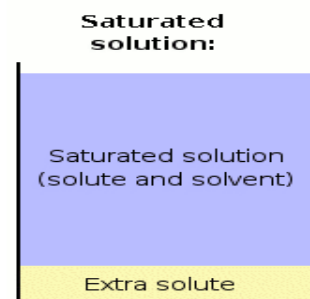 Saturated
solution:
Saturated solution
(solute and solvent)
Extra solute